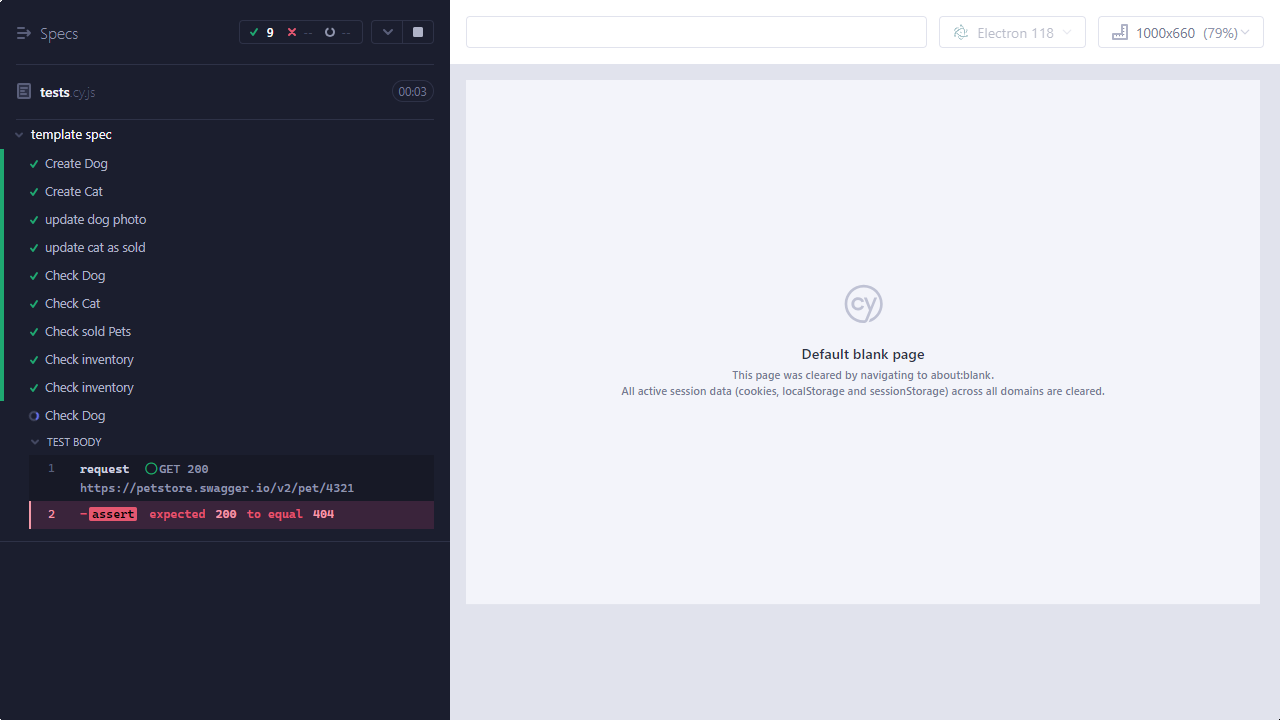 Specs
9 -- --
tests.cy.js
00:03
template spec
Create Dog
Create Cat
update dog photo
update cat as sold
Check Dog
Check Cat
Check sold Pets
Check inventory
Check inventory
Check Dog
TEST BODY
1 request GET 200
https://petstore.swagger.io/v2/pet/4321
2 -assert expected 200 to equal 404
Electron 118
1000x660 (79%)
cy
Default blank page
This page was cleared by navigating to about:blank.
All active session data (cookies, localStorage and sessionStorage) across all domains are cleared.